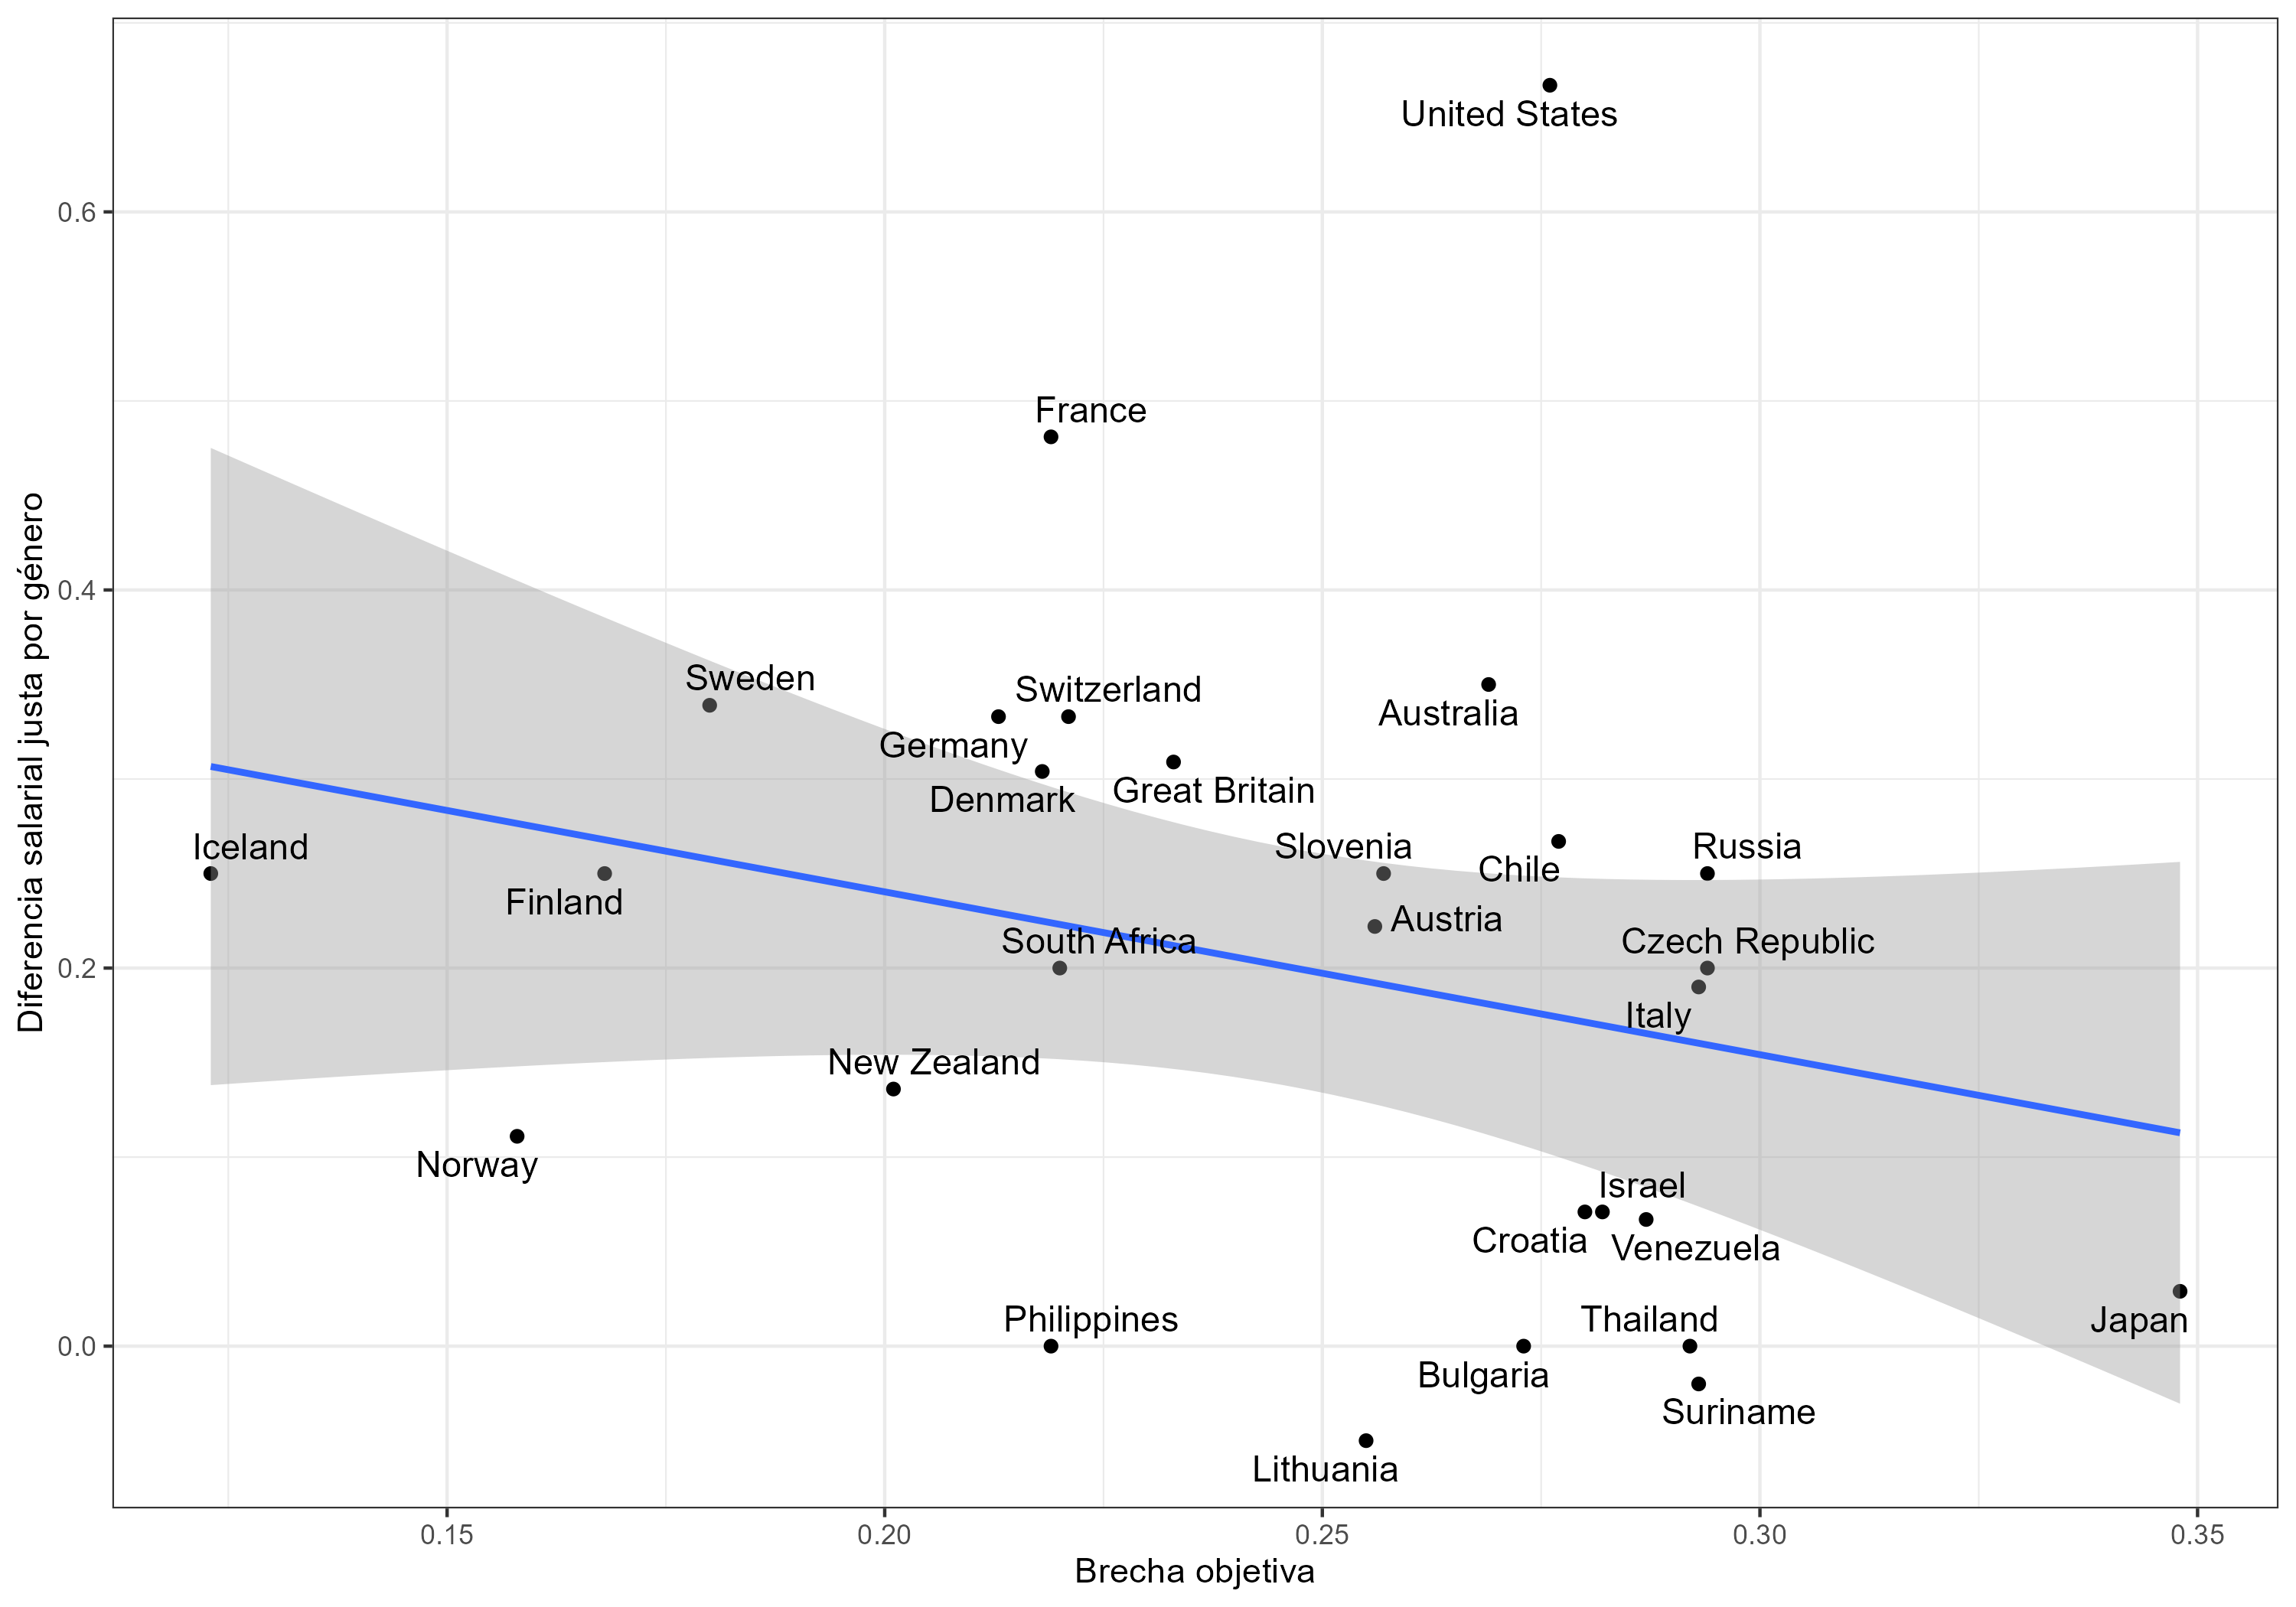 United States
0.6
France
0.4
Sweden
Switzerland
Australia
Germany
Great Britain
Denmark
Iceland
Slovenia
Russia
Chile
Finland
Austria
South Africa
Czech Republic
0.2
Italy
New Zealand
Norway
Israel
Croatia
Venezuela
Philippines
Thailand
Japan
0.0
Bulgaria
Suriname
Lithuania
Diferencia salarial justa por género
0.15 0.20 0.25 0.30 0.35
Brecha objetiva